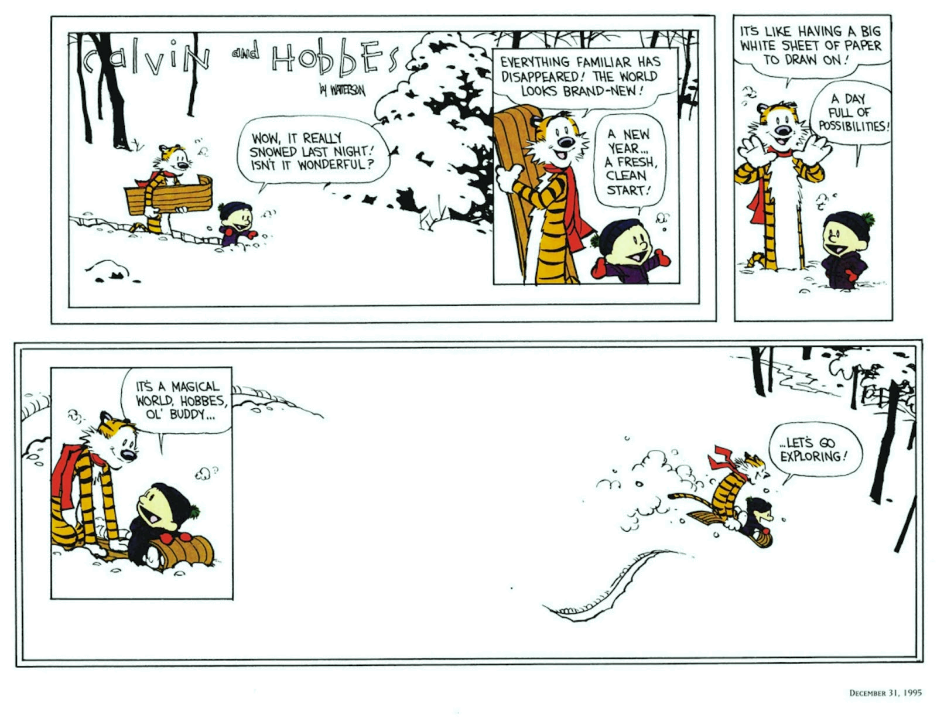 Calvin and Hobbes
by Watterson
WOW, IT REALLY
SNOWED LAST NIGHT!
ISN'T IT WONDERFUL?
EVERYTHING FAMILIAR HAS
DISAPPEARED! THE WORLD
LOOKS BRAND-NEW!
A NEW
YEAR...
A FRESH,
CLEAN
START!
IT'S LIKE HAVING A BIG
WHITE SHEET OF PAPER
TO DRAW ON!
A DAY
FULL OF
POSSIBILITIES!
IT'S A MAGICAL
WORLD, HOBBES,
OL' BUDDY...
...LET'S GO
EXPLORING!
DECEMBER 31, 1995